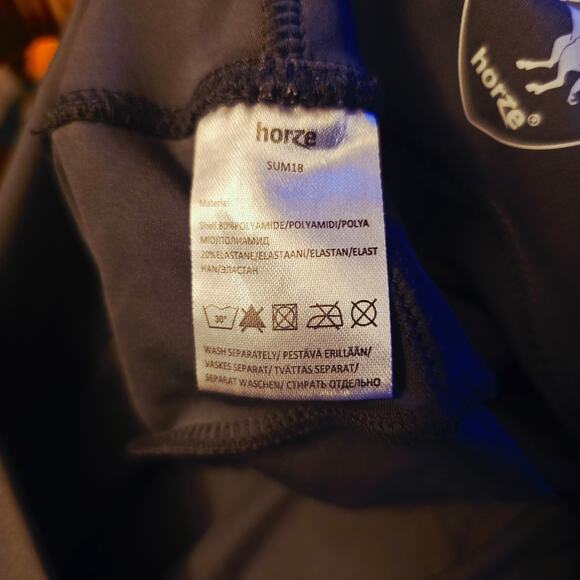 horze®
horze
SUM18
Material
Shell:80%POLYAMIDE/POLYAMIDI/POLYA
MID/ПОЛИАМИД
20%ELASTANE/ELASTAANI/ELASTAN/ELAST
HAN/ЭЛАСТАН
30°
WASH SEPARATELY/ PESTÄVÄ ERILLÄÄN/
VASKES SEPARAT/ TVÄTTAS SEPARAT/
SEPARAT WASCHEN/ СТИРАТЬ ОТДЕЛЬНО